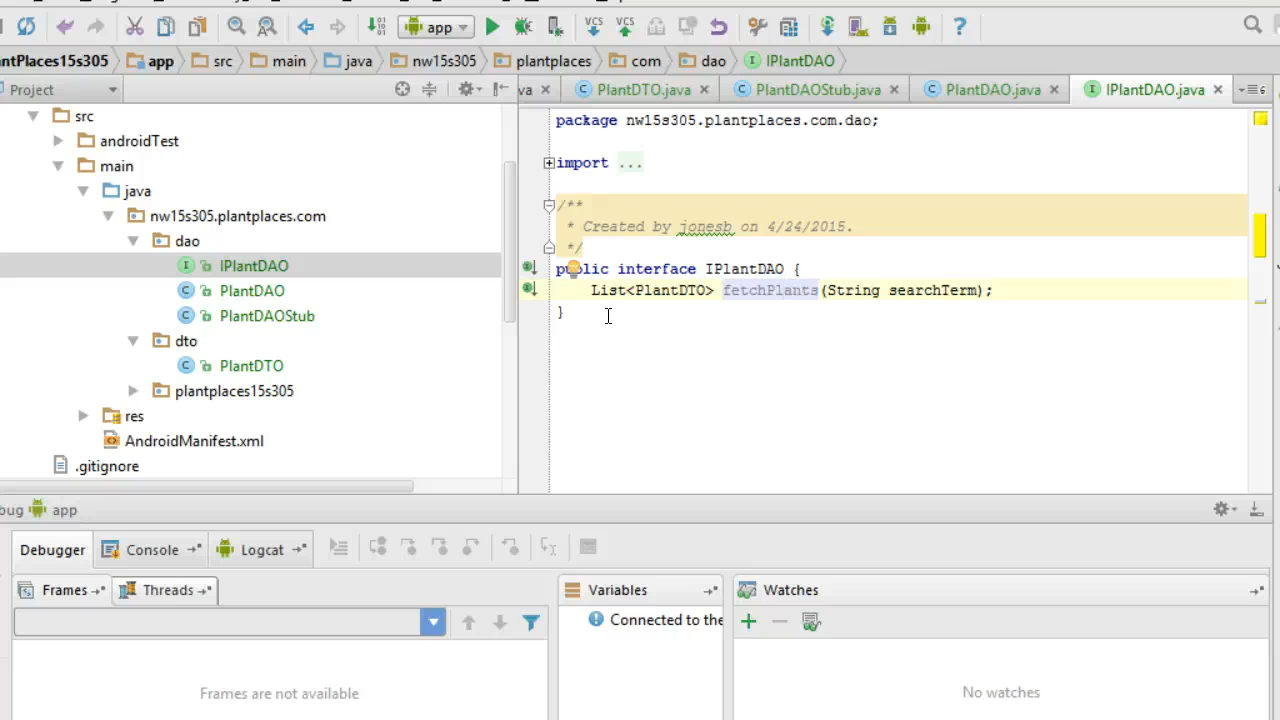 app
antPlaces15s305 app src main java nw15s305 plantplaces com dao IPlantDAO
Project
va PlantDTO.java PlantDAOStub.java PlantDAO.java IPlantDAO.java
src
androidTest
main
java
nw15s305.plantplaces.com
dao
IPlantDAO
PlantDAO
PlantDAOStub
dto
PlantDTO
plantplaces15s305
res
AndroidManifest.xml
.gitignore
package nw15s305.plantplaces.com.dao;
import ...
/**
* Created by jonesb on 4/24/2015.
*/
public interface IPlantDAO {
List<PlantDTO> fetchPlants(String searchTerm);
}
bug app
Debugger Console Logcat
Frames Threads
Frames are not available
Variables
Connected to the
Watches
No watches